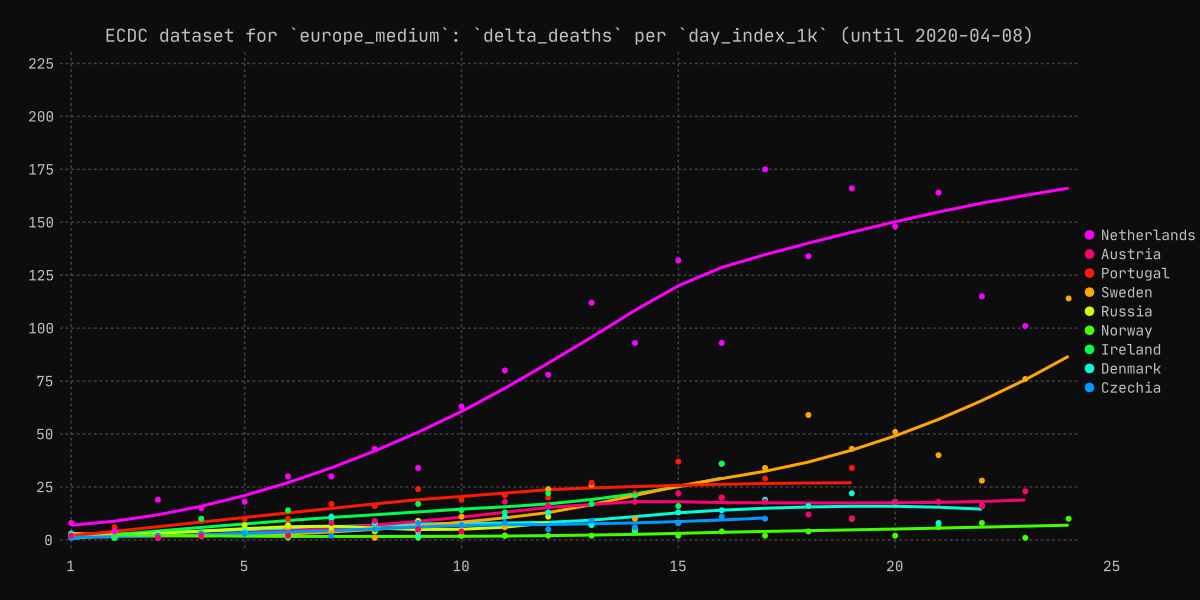 ECDC dataset for `europe_medium`: `delta_deaths` per `day_index_1k` (until 2020-04-08)
225
200
175
150
125
100
75
50
25
0
1 5 10 15 20 25
Netherlands
Austria
Portugal
Sweden
Russia
Norway
Ireland
Denmark
Czechia